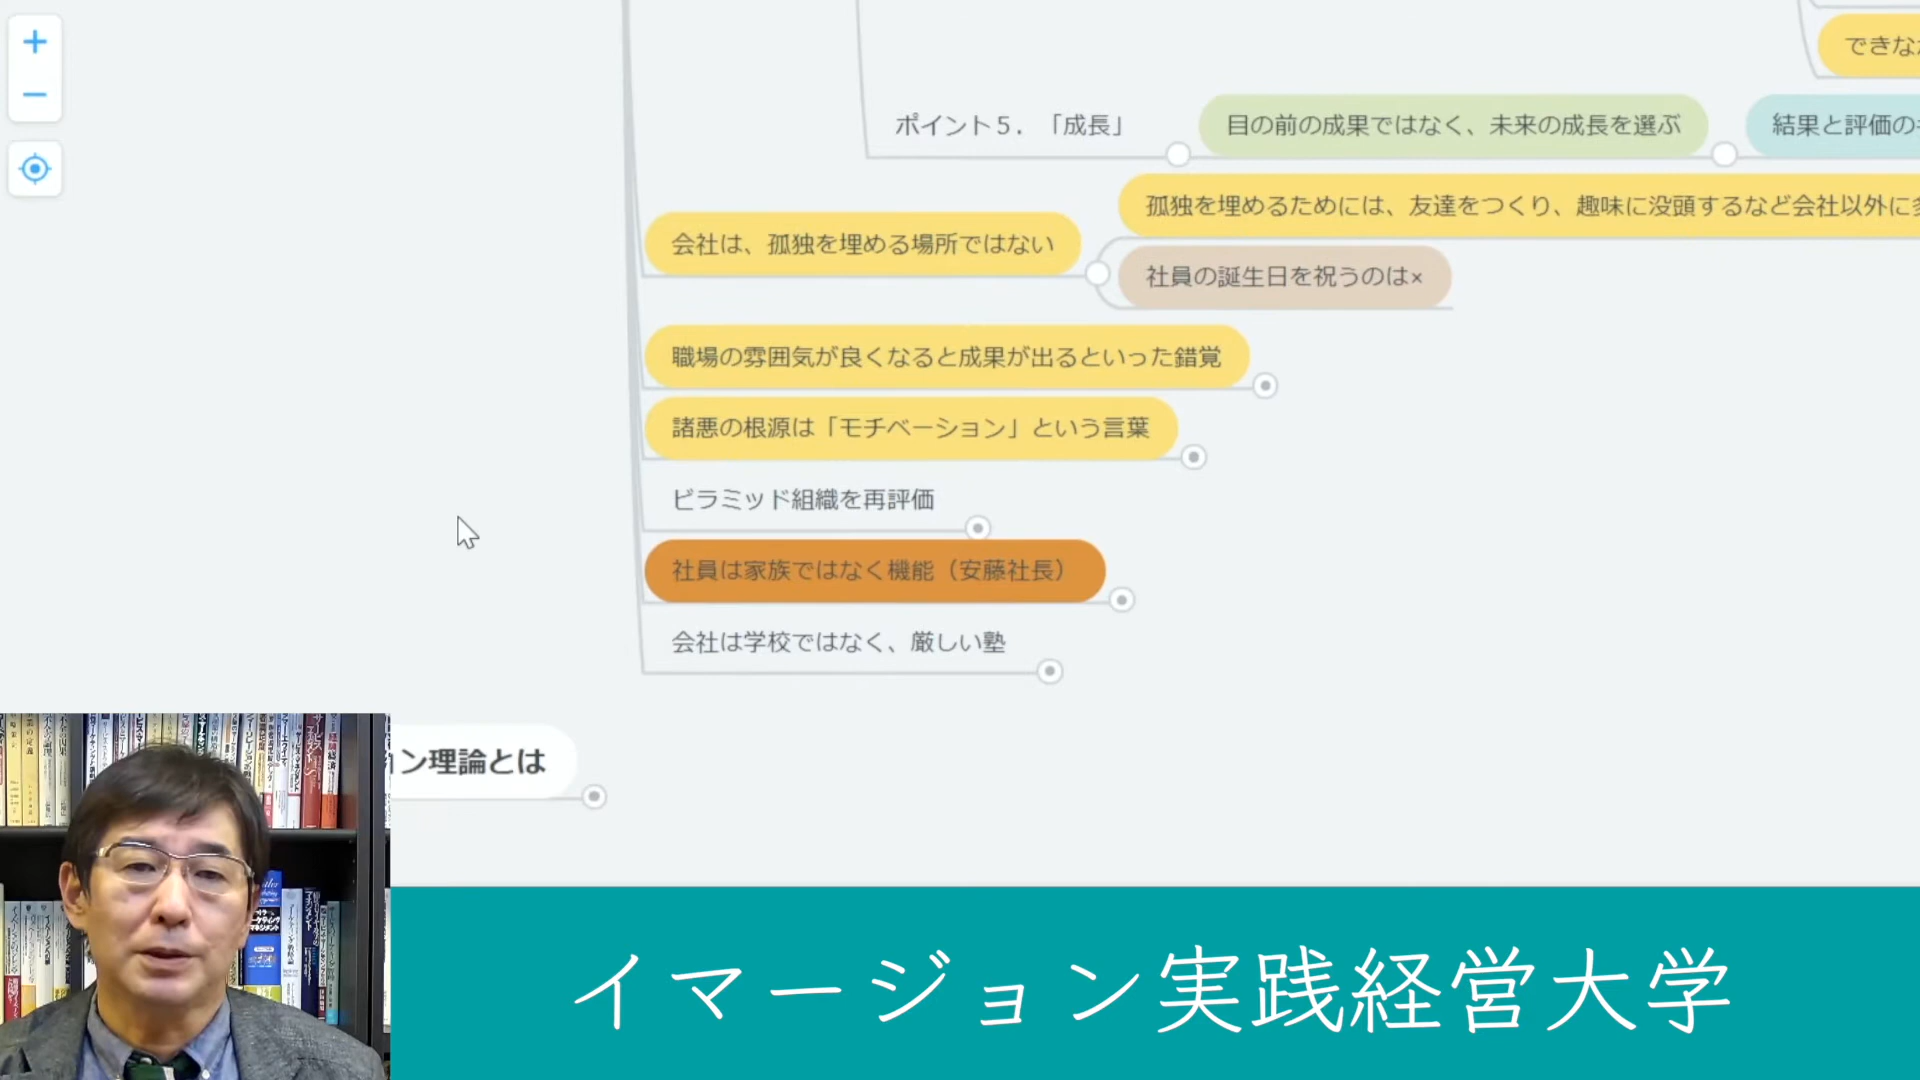 できな
ポイント５．「成長」
目の前の成果ではなく、未来の成長を選ぶ
結果と評価の
孤独を埋めるためには、友達をつくり、趣味に没頭するなど会社以外に
会社は、孤独を埋める場所ではない
社員の誕生日を祝うのは×
職場の雰囲気が良くなると成果が出るといった錯覚
諸悪の根源は「モチベーション」という言葉
ピラミッド組織を再評価
社員は家族ではなく機能（安藤社長）
会社は学校ではなく、厳しい塾
ン理論とは
イマージョン実践経営大学